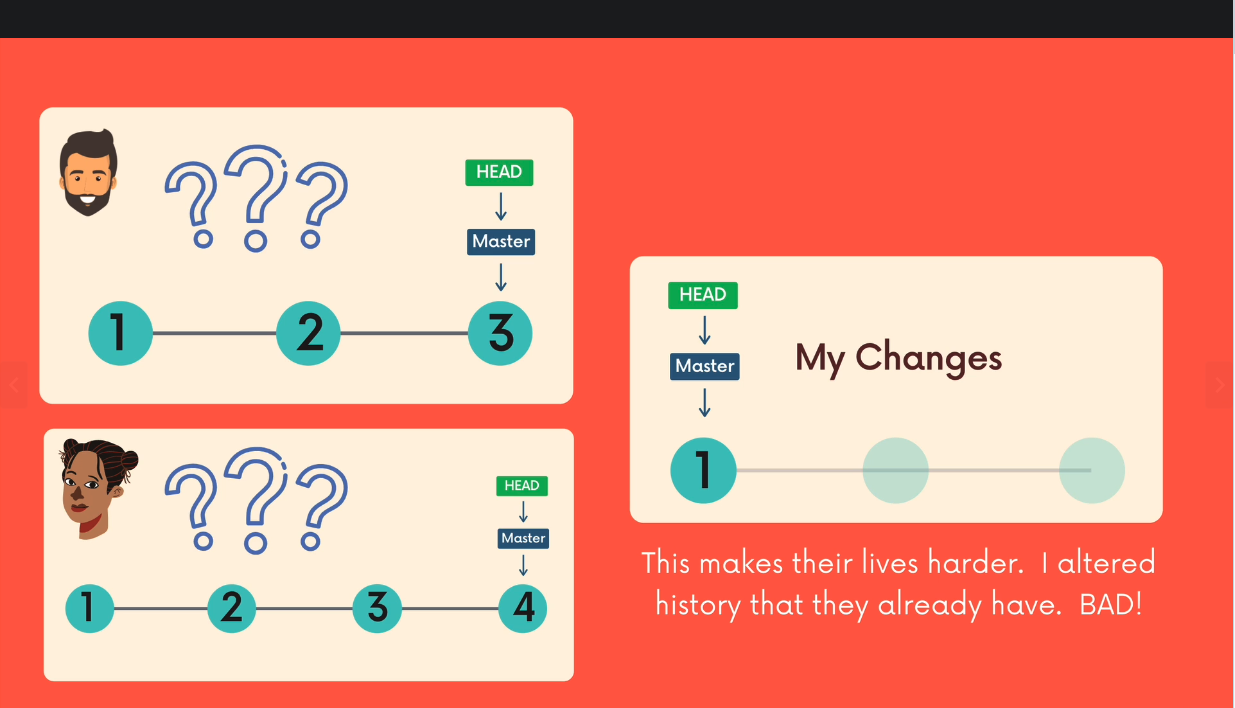 ???
HEAD
Master
1 2 3
???
HEAD
Master
1 2 3 4
HEAD
Master
My Changes
1
This makes their lives harder.  I altered
history that they already have.  BAD!